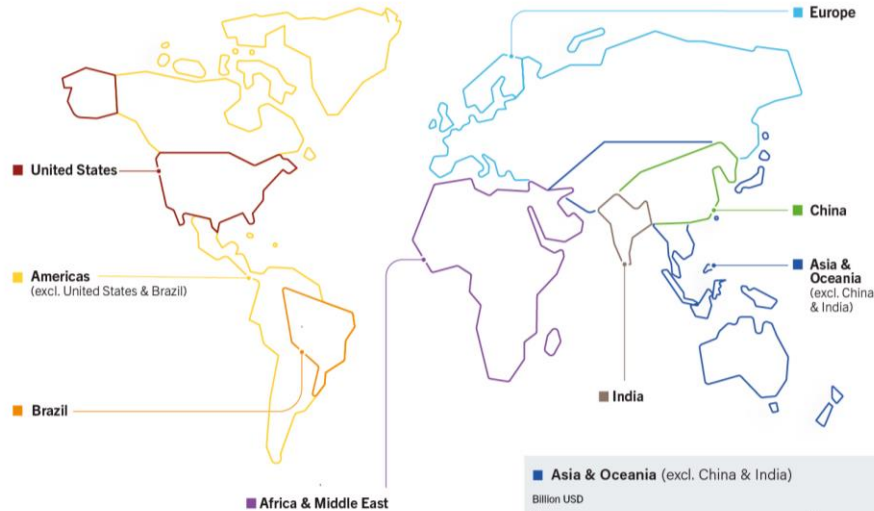 Europe
United States
China
Americas
(excl. United States & Brazil)
Asia &
Oceania
(excl. China
& India)
India
Brazil
Africa & Middle East
Asia & Oceania (excl. China & India)
Billion USD